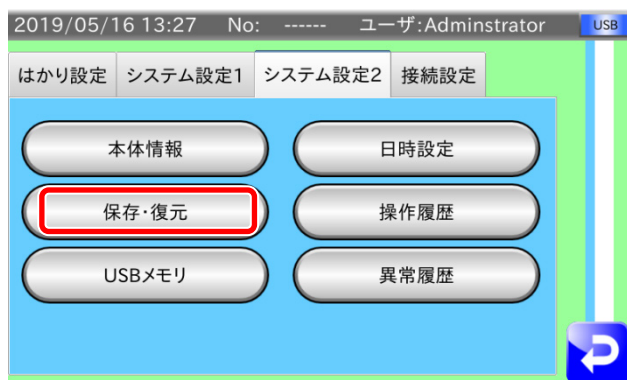 2019/05/16 13:27 No: ------ ユーザ:Adminstrator USB
はかり設定 システム設定1 システム設定2 接続設定
本体情報 日時設定
保存・復元 操作履歴
USBメモリ 異常履歴